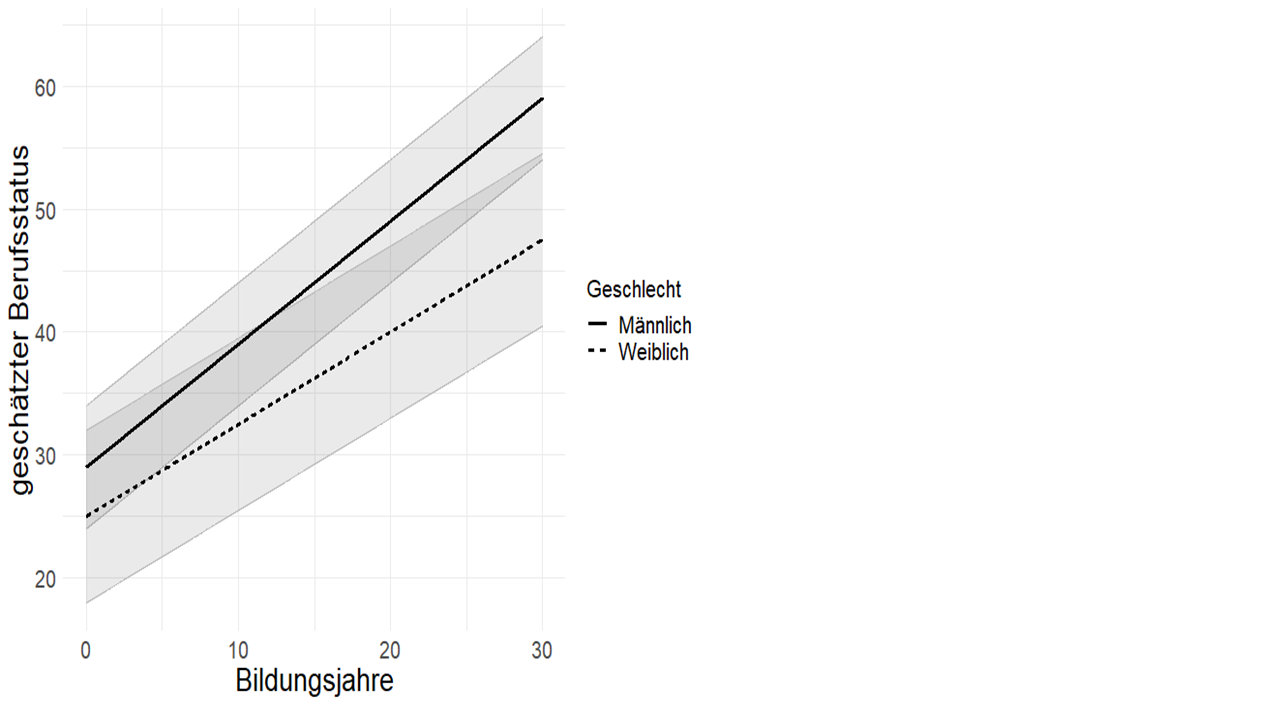 geschätzter Berufsstatus
60
50
40
30
20
0 10 20 30
Bildungsjahre
Geschlecht
Männlich
Weiblich